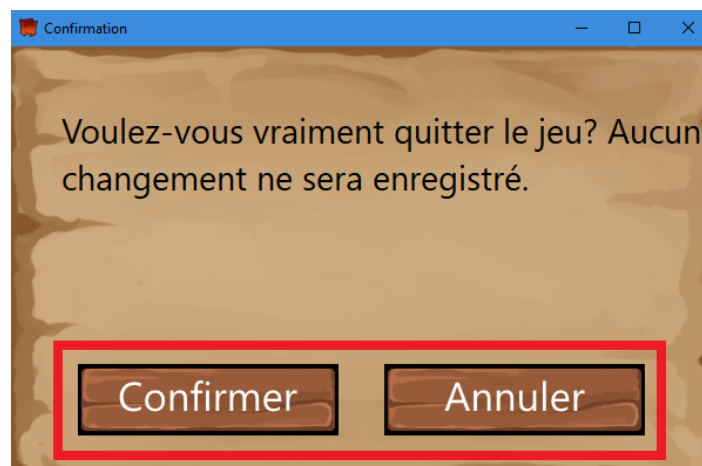 Confirmation
Voulez-vous vraiment quitter le jeu? Aucun
changement ne sera enregistré.
Confirmer
Annuler